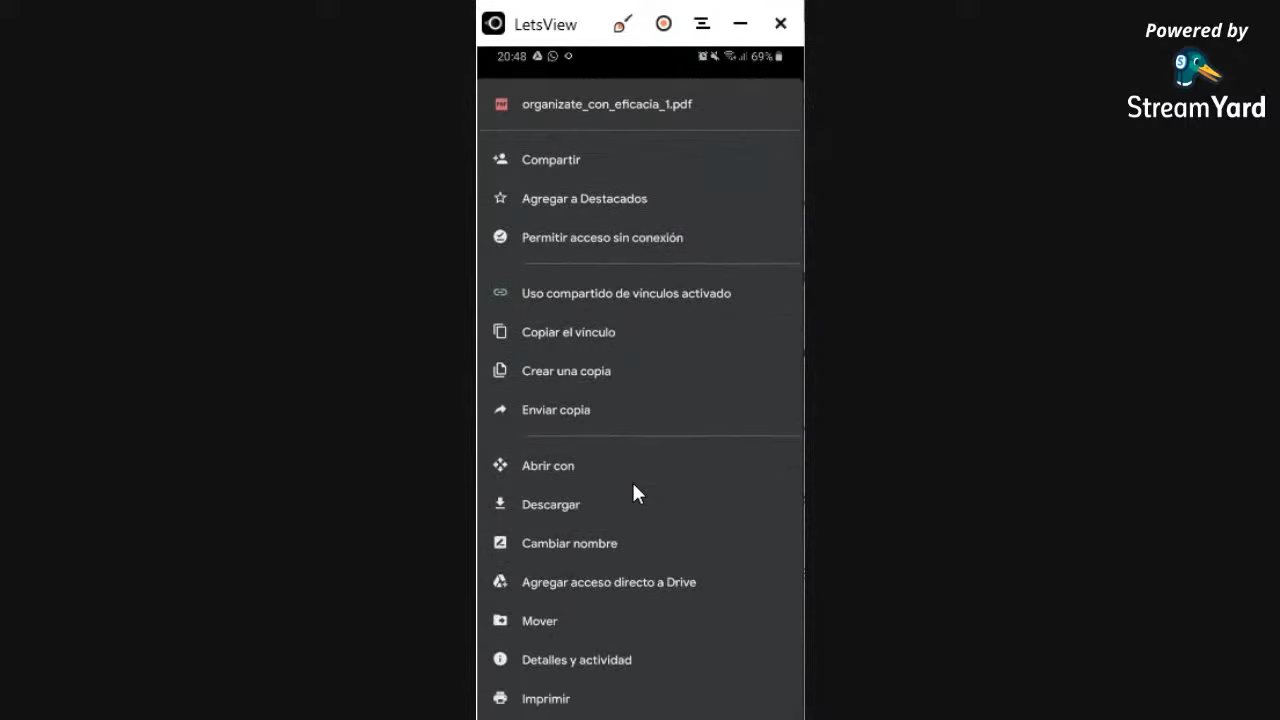 LetsView
Powered by
StreamYard
20:48 69%
organizate_con_eficacia_1.pdf
Compartir
Agregar a Destacados
Permitir acceso sin conexión
Uso compartido de vínculos activado
Copiar el vínculo
Crear una copia
Enviar copia
Abrir con
Descargar
Cambiar nombre
Agregar acceso directo a Drive
Mover
Detalles y actividad
Imprimir